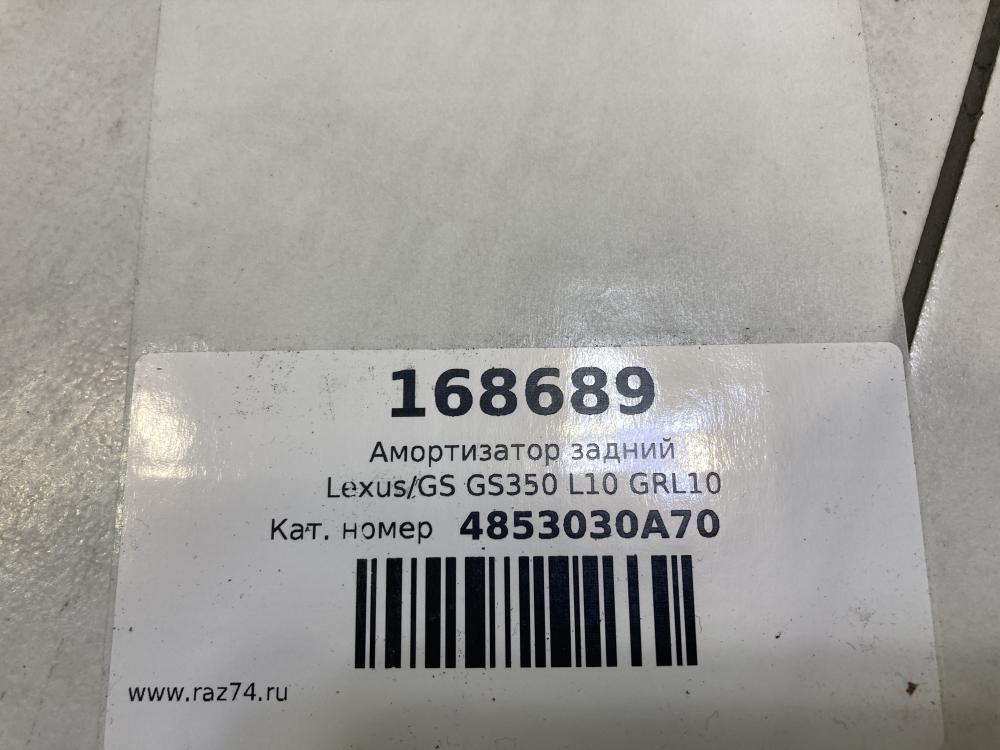 168689
Амортизатор задний
Lexus/GS GS350 L10 GRL10
Кат. номер 4853030A70
www.raz74.ru